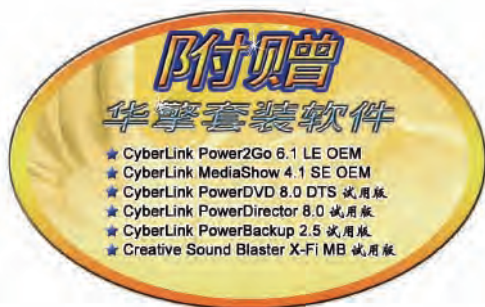 附赠
华擎套装软件
★ CyberLink Power2Go 6.1 LE OEM
★ CyberLink MediaShow 4.1 SE OEM
★ CyberLink PowerDVD 8.0 DTS 试用版
★ CyberLink PowerDirector 8.0 试用版
★ CyberLink PowerBackup 2.5 试用版
★ Creative Sound Blaster X-Fi MB 试用版